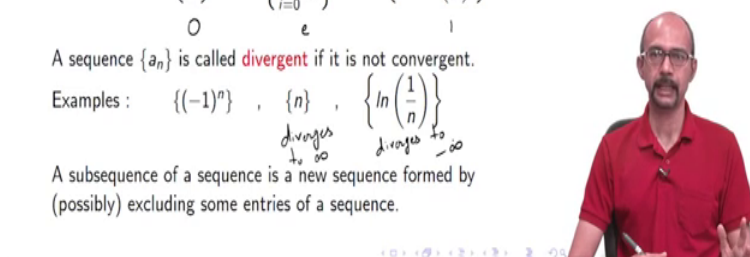 0 e 1
A sequence {aₙ} is called divergent if it is not convergent.
Examples : {(−1)ⁿ} , {n} , {ln(1/n)}
diverges to ∞ diverges to −∞
A subsequence of a sequence is a new sequence formed by
(possibly) excluding some entries of a sequence.